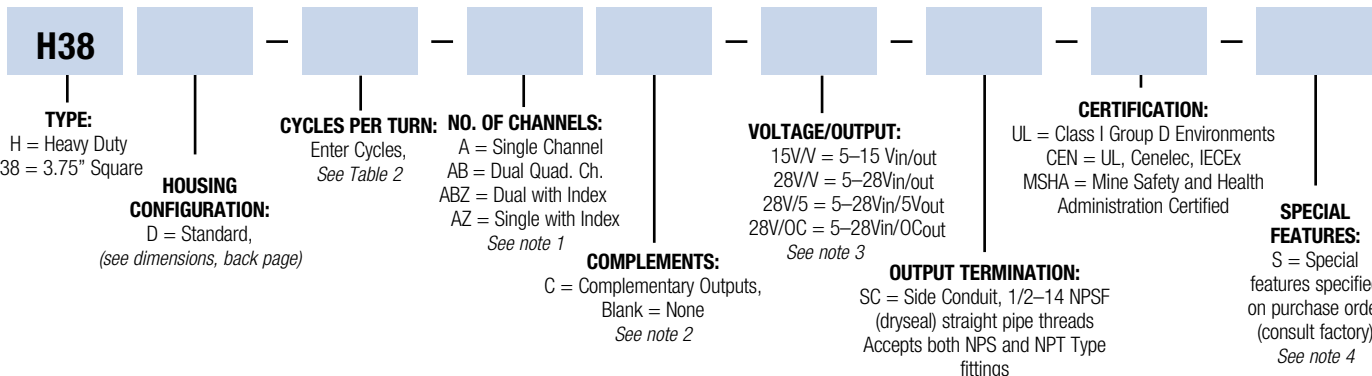 H38 – – – – – – –
TYPE:
H = Heavy Duty
38 = 3.75" Square
HOUSING
CONFIGURATION:
D = Standard,
(see dimensions, back page)
CYCLES PER TURN:
Enter Cycles,
See Table 2
NO. OF CHANNELS:
A = Single Channel
AB = Dual Quad. Ch.
ABZ = Dual with Index
AZ = Single with Index
See note 1
COMPLEMENTS:
C = Complementary Outputs,
Blank = None
See note 2
VOLTAGE/OUTPUT:
15V/V = 5–15 Vin/out
28V/V = 5–28Vin/out
28V/5 = 5–28Vin/5Vout
28V/OC = 5–28Vin/OCout
See note 3
OUTPUT TERMINATION:
SC = Side Conduit, 1/2–14 NPSF
(dryseal) straight pipe threads
Accepts both NPS and NPT Type
fittings
CERTIFICATION:
UL = Class I Group D Environments
CEN = UL, Cenelec, IECEx
MSHA = Mine Safety and Health
Administration Certified
SPECIAL
FEATURES:
S = Special
features specifie
on purchase orde
(consult factory)
See note 4